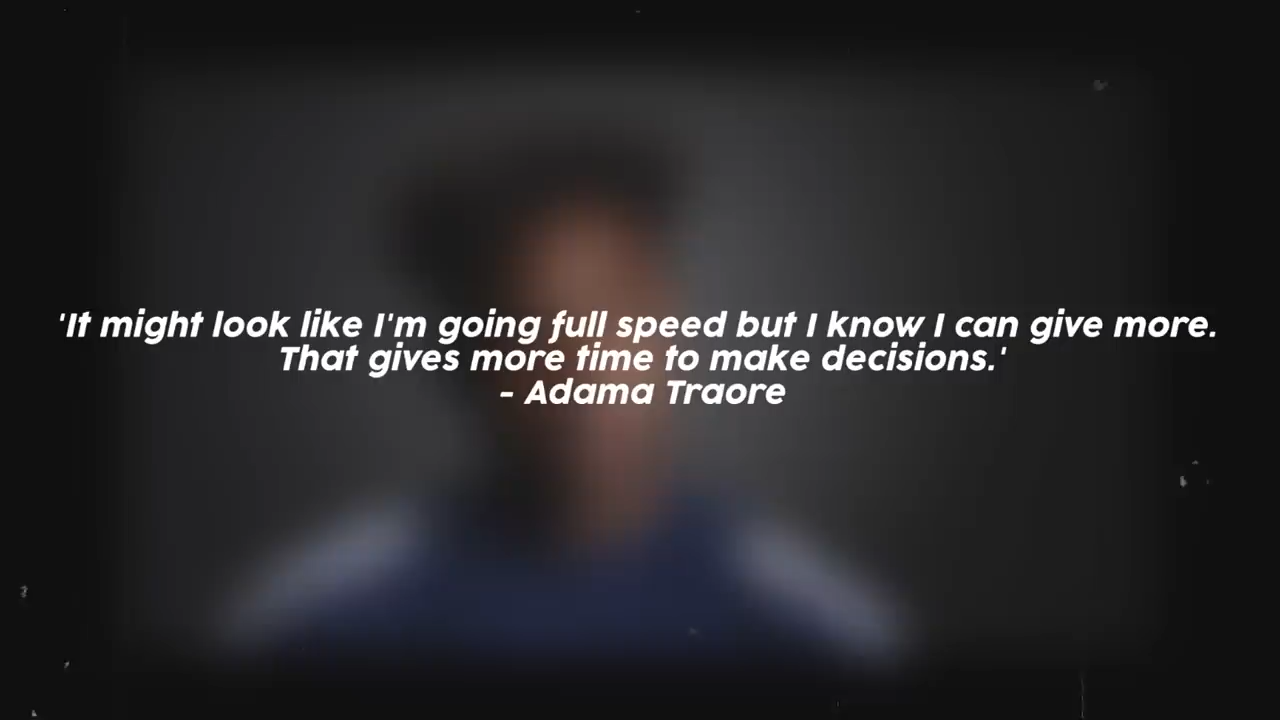 'It might look like I'm going full speed but I know I can give more.
That gives more time to make decisions.'
- Adama Traore